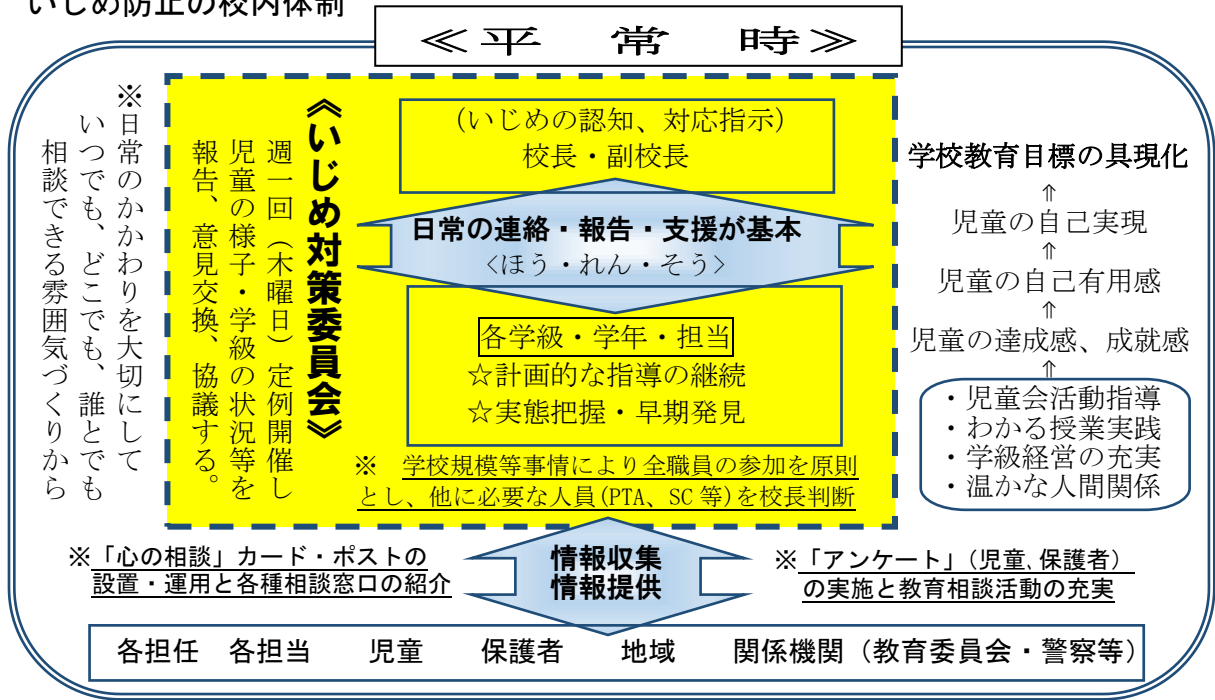 いじめ防止の校内体制
≪平　常　時≫
※日常のかかわりを大切にして
いつでも、どこでも、誰とでも
相談できる雰囲気づくりから
《いじめ対策委員会》
週一回（木曜日）定例開催し
児童の様子・学級の状況等を
報告、意見交換、協議する。
(いじめの認知、対応指示)
校長・副校長
日常の連絡・報告・支援が基本
<ほう・れん・そう>
各学級・学年・担当
☆計画的な指導の継続
☆実態把握・早期発見
※　学校規模等事情により全職員の参加を原則
とし、他に必要な人員(PTA、SC 等)を校長判断
学校教育目標の具現化
⇑
児童の自己実現
⇑
児童の自己有用感
⇑
児童の達成感、成就感
⇑
・児童会活動指導
・わかる授業実践
・学級経営の充実
・温かな人間関係
※「心の相談」カード・ポストの
設置・運用と各種相談窓口の紹介
情報収集
情報提供
※「アンケート」（児童､保護者）
の実施と教育相談活動の充実
各担任　各担当　児童　保護者　地域　関係機関（教育委員会・警察等）